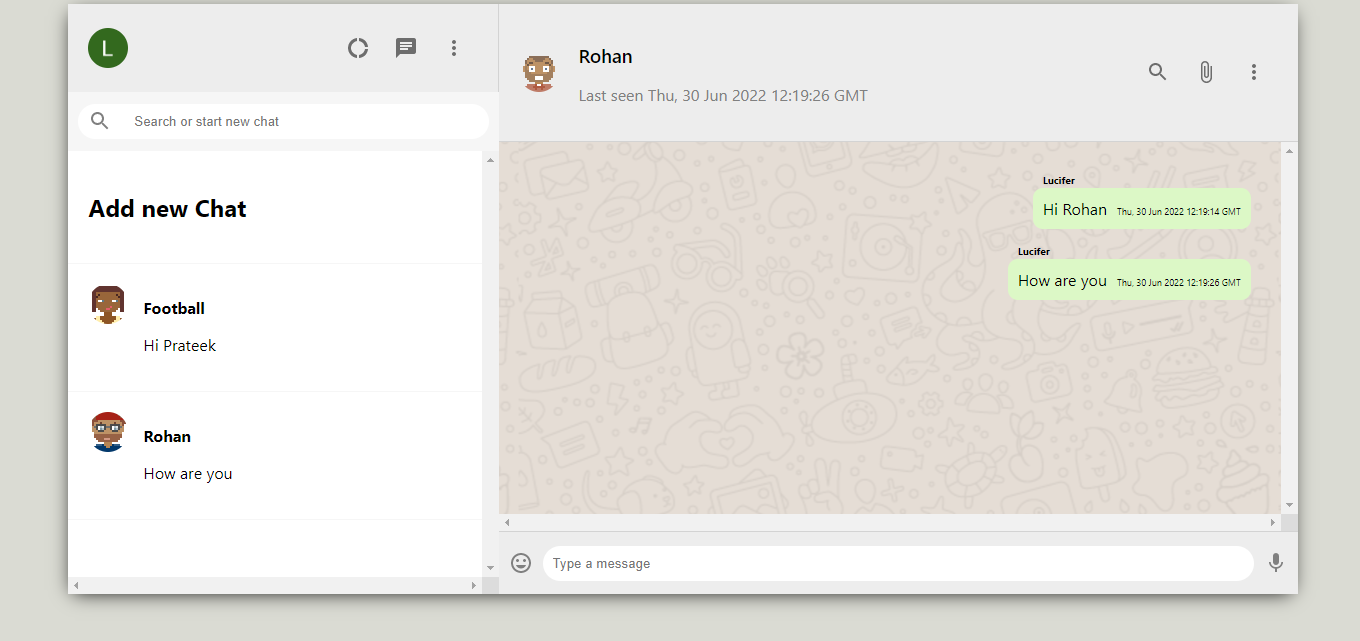 L
Search or start new chat
Add new Chat
Football
Hi Prateek
Rohan
How are you
Rohan
Last seen Thu, 30 Jun 2022 12:19:26 GMT
Lucifer
Hi Rohan Thu, 30 Jun 2022 12:19:14 GMT
Lucifer
How are you Thu, 30 Jun 2022 12:19:26 GMT
Type a message